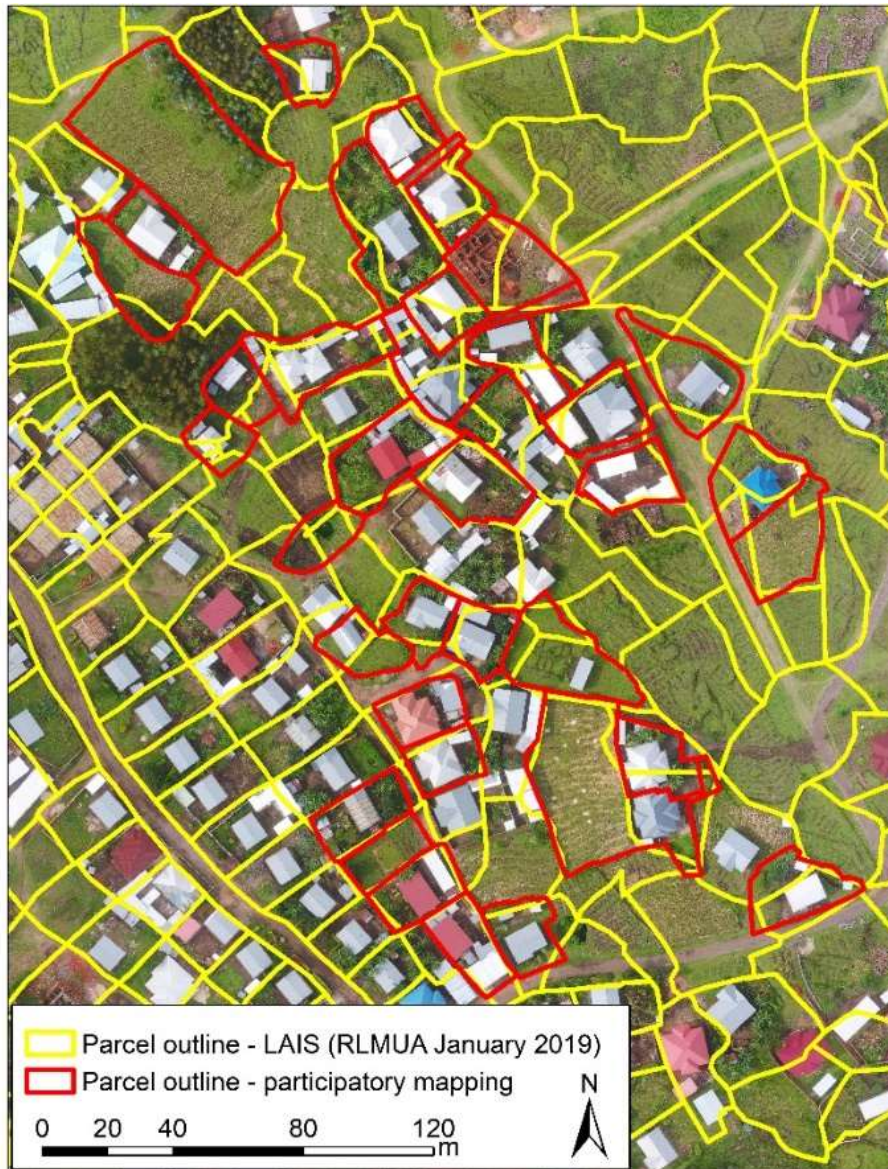 Parcel outline - LAIS (RLMUA January 2019)
Parcel outline - participatory mapping
N
0 20 40 80 120
m